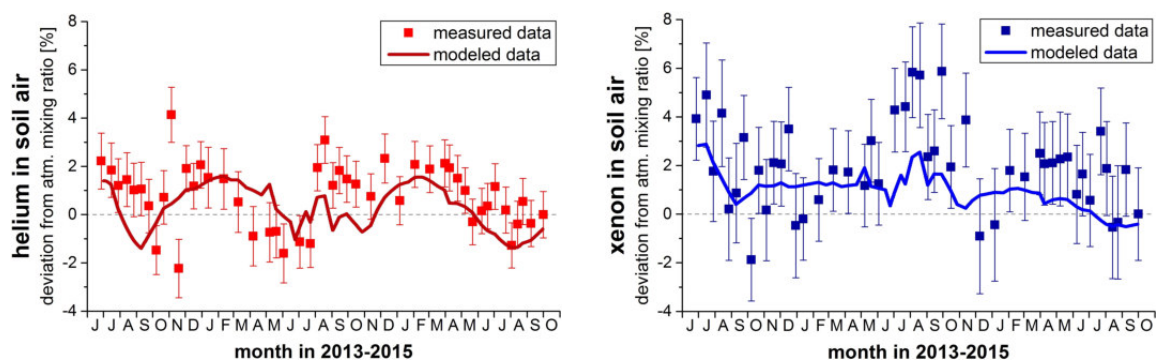 helium in soil air
deviation from atm. mixing ratio [%]
8
6
4
2
0
-2
-4
measured data
modeled data
J J A S O N D J F M A M J J A S O N D J F M A M J J A S O
month in 2013-2015
xenon in soil air
deviation from atm. mixing ratio [%]
8
6
4
2
0
-2
-4
measured data
modeled data
J J A S O N D J F M A M J J A S O N D J F M A M J J A S O
month in 2013-2015